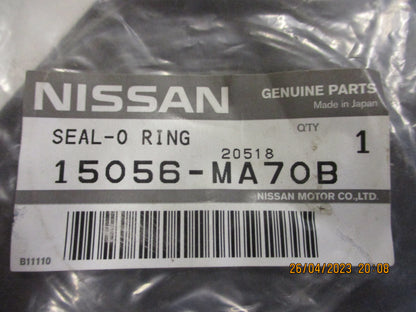 NISSAN
GENUINE PARTS
Made in Japan
SEAL-O RING
Q'TY
1
20518
15056-MA70B
NISSAN MOTOR CO.,LTD.
B11110
26/04/2023 20:08